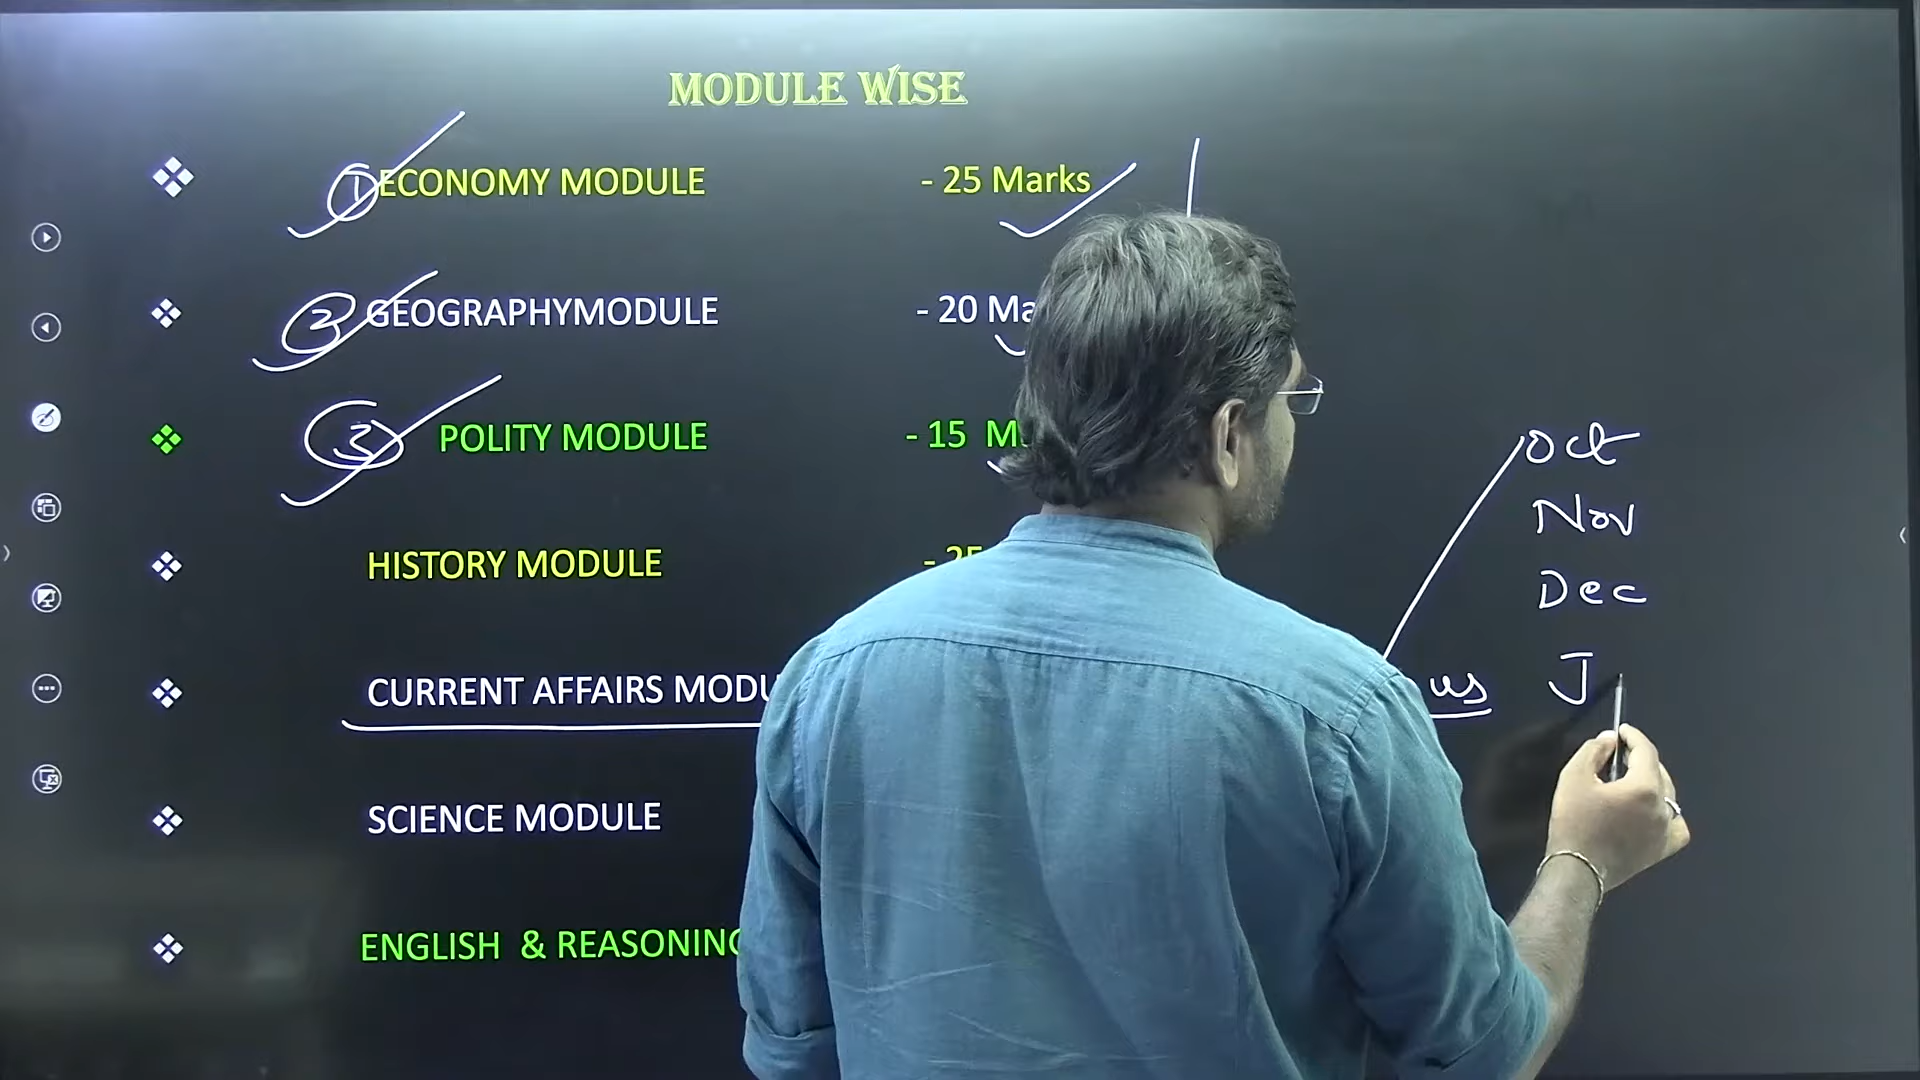 MODULE WISE
① ECONOMY MODULE - 25 Marks
② GEOGRAPHYMODULE - 20 Ma
③ POLITY MODULE - 15 M
HISTORY MODULE - 25
CURRENT AFFAIRS MODU
SCIENCE MODULE
ENGLISH & REASONING
Oct
Nov
Dec
J